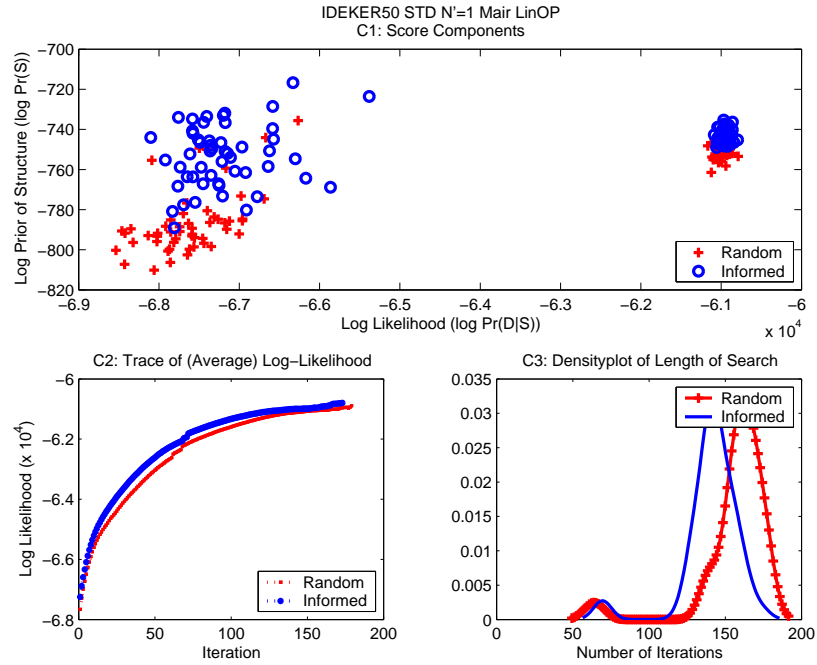 IDEKER50 STD N'=1 Mair LinOP
C1: Score Components
Log Prior of Structure (log Pr(S))
−700
−720
−740
−760
−780
−800
−820
−6.9
−6.8
−6.7
−6.6
−6.5
−6.4
−6.3
−6.2
−6.1
−6
Log Likelihood (log Pr(D|S))
x 10⁴
Random
Informed
C2: Trace of (Average) Log−Likelihood
Log Likelihood (x 10⁴)
−6
−6.2
−6.4
−6.6
−6.8
0
50
100
150
200
Iteration
Random
Informed
C3: Densityplot of Length of Search
0.035
0.03
0.025
0.02
0.015
0.01
0.005
0
0
50
100
150
200
Number of Iterations
Random
Informed